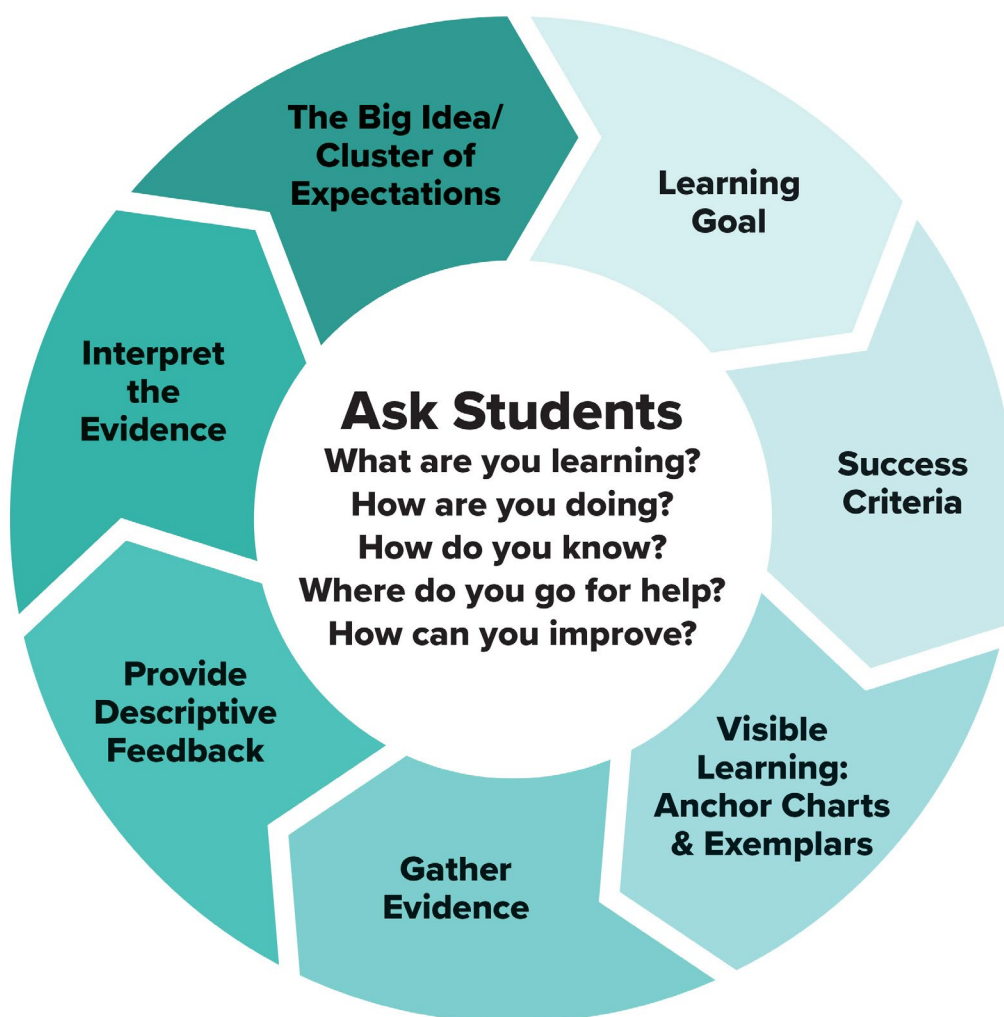 The Big Idea/
Cluster of
Expectations
Learning
Goal
Success
Criteria
Visible
Learning:
Anchor Charts
& Exemplars
Gather
Evidence
Provide
Descriptive
Feedback
Interpret
the
Evidence
Ask Students
What are you learning?
How are you doing?
How do you know?
Where do you go for help?
How can you improve?